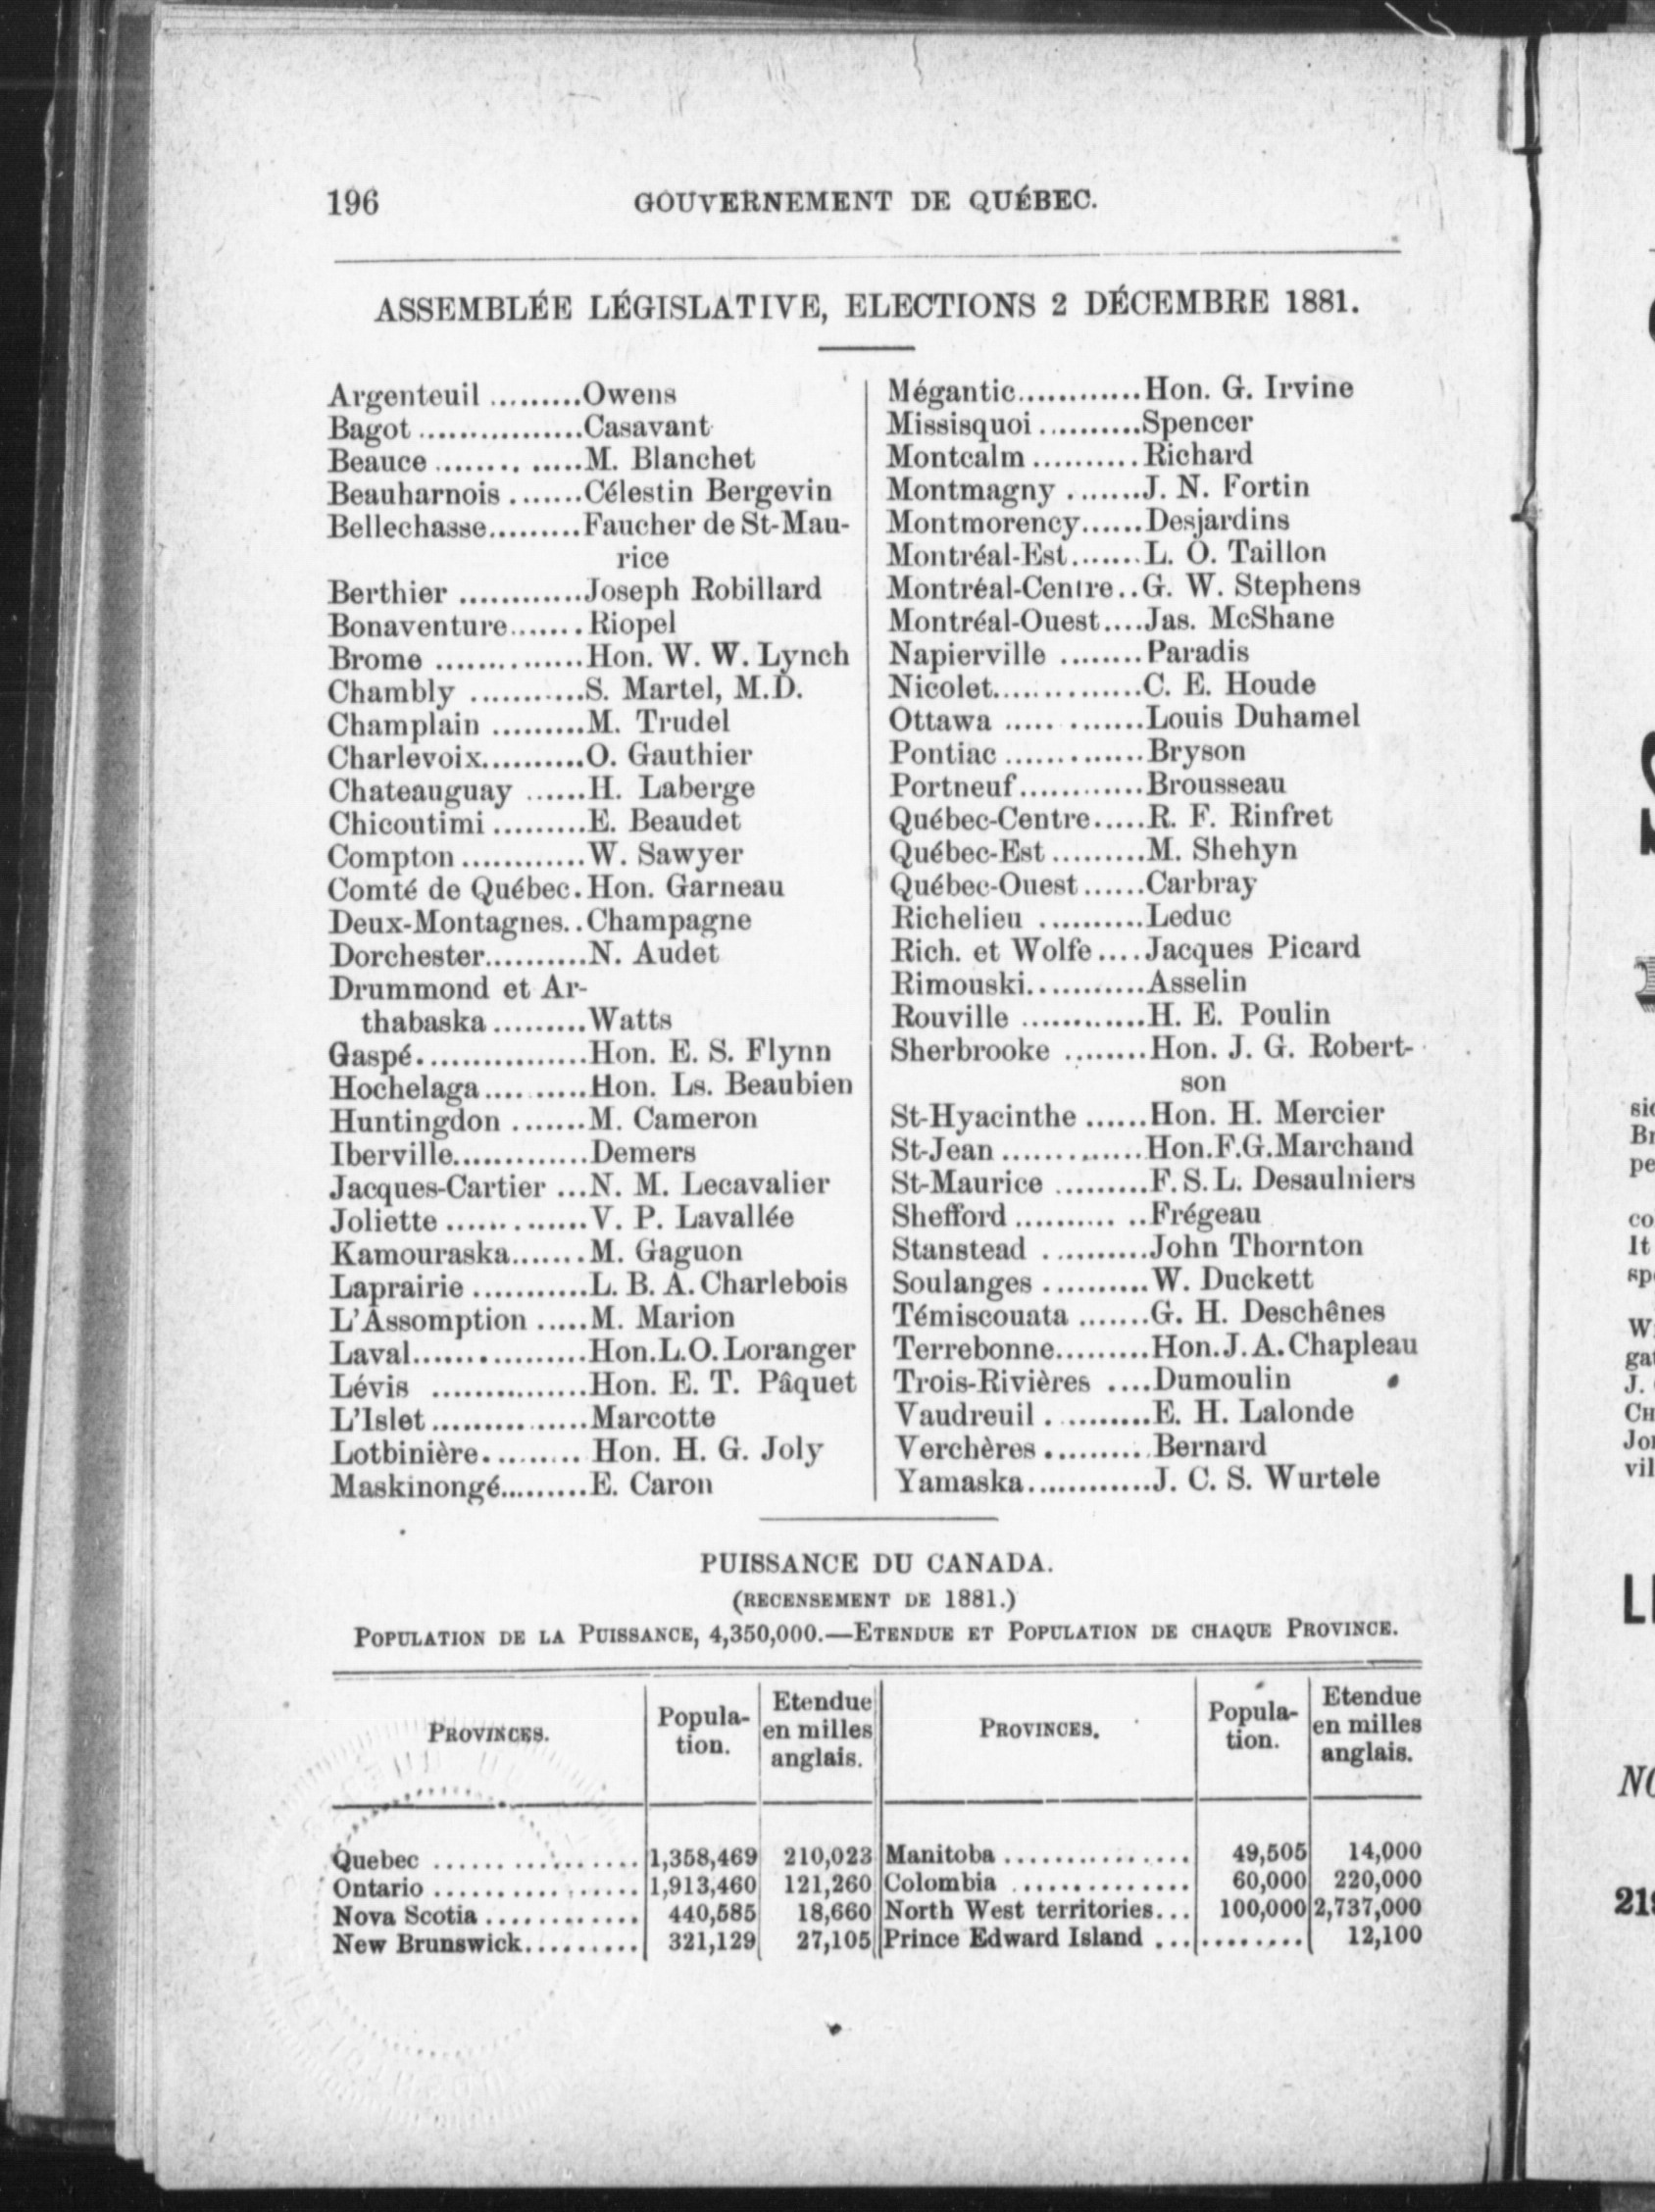 196 GOUVERNEMENT DE QUÉBEC.
ASSEMBLÉE LÉGISLATIVE, ELECTIONS 2 DÉCEMBRE 1881.
Argenteuil .........Owens
Bagot ................Casavant
Beauce ........ .....M. Blanchet
Beauharnois .......Célestin Bergevin
Bellechasse.........Faucher de St-Mau-
rice
Berthier ............Joseph Robillard
Bonaventure.......Riopel
Brome ..............Hon. W. W. Lynch
Chambly ...........S. Martel, M.D.
Champlain .........M. Trudel
Charlevoix..........O. Gauthier
Chateauguay ......H. Laberge
Chicoutimi .........E. Beaudet
Compton ............W. Sawyer
Comté de Québec.Hon. Garneau
Deux-Montagnes..Champagne
Dorchester..........N. Audet
Drummond et Ar-
thabaska .........Watts
Gaspé................Hon. E. S. Flynn
Hochelaga..........Hon. Ls. Beaubien
Huntingdon .......M. Cameron
Iberville.............Demers
Jacques-Cartier ...N. M. Lecavalier
Joliette ..............V. P. Lavallée
Kamouraska.......M. Gaguon
Laprairie ...........L. B. A. Charlebois
L'Assomption .....M. Marion
Laval.................Hon.L.O.Loranger
Lévis ...............Hon. E. T. Pâquet
L'Islet ...............Marcotte
Lotbinière.......... Hon. H. G. Joly
Maskinongé.........E. Caron
Mégantic............Hon. G. Irvine
Missisquoi ..........Spencer
Montcalm ..........Richard
Montmagny .......J. N. Fortin
Montmorency......Desjardins
Montréal-Est.......L. O. Taillon
Montréal-Centre..G. W. Stephens
Montréal-Ouest....Jas. McShane
Napierville ........Paradis
Nicolet..............C. E. Houde
Ottawa ..... .......Louis Duhamel
Pontiac .............Bryson
Portneuf............Brousseau
Québec-Centre.....R. F. Rinfret
Québec-Est .........M. Shehyn
Québec-Ouest ......Carbray
Richelieu ..........Leduc
Rich. et Wolfe....Jacques Picard
Rimouski...........Asselin
Rouville ............H. E. Poulin
Sherbrooke ........Hon. J. G. Robert-
son
St-Hyacinthe ......Hon. H. Mercier
St-Jean .............Hon.F.G.Marchand
St-Maurice .........F. S. L. Desaulniers
Shefford .......... ..Frégeau
Stanstead ..........John Thornton
Soulanges ..........W. Duckett
Témiscouata .......G. H. Deschênes
Terrebonne.........Hon.J.A.Chapleau
Trois-Rivières ....Dumoulin
Vaudreuil ..........E. H. Lalonde
Verchères ..........Bernard
Yamaska............J. C. S. Wurtele
PUISSANCE DU CANADA.
(RECENSEMENT DE 1881.)
POPULATION DE LA PUISSANCE, 4,350,000.—ETENDUE ET POPULATION DE CHAQUE PROVINCE.
PROVINCES. Popula-tion. Etendue en milles anglais. PROVINCES. Popula-tion. Etendue en milles anglais.
Quebec .................. 1,358,469 210,023 Manitoba ............... 49,505 14,000
Ontario .................. 1,913,460 121,260 Colombia .............. 60,000 220,000
Nova Scotia ............. 440,585 18,660 North West territories... 100,000 2,737,000
New Brunswick......... 321,129 27,105 Prince Edward Island ... ........ 12,100